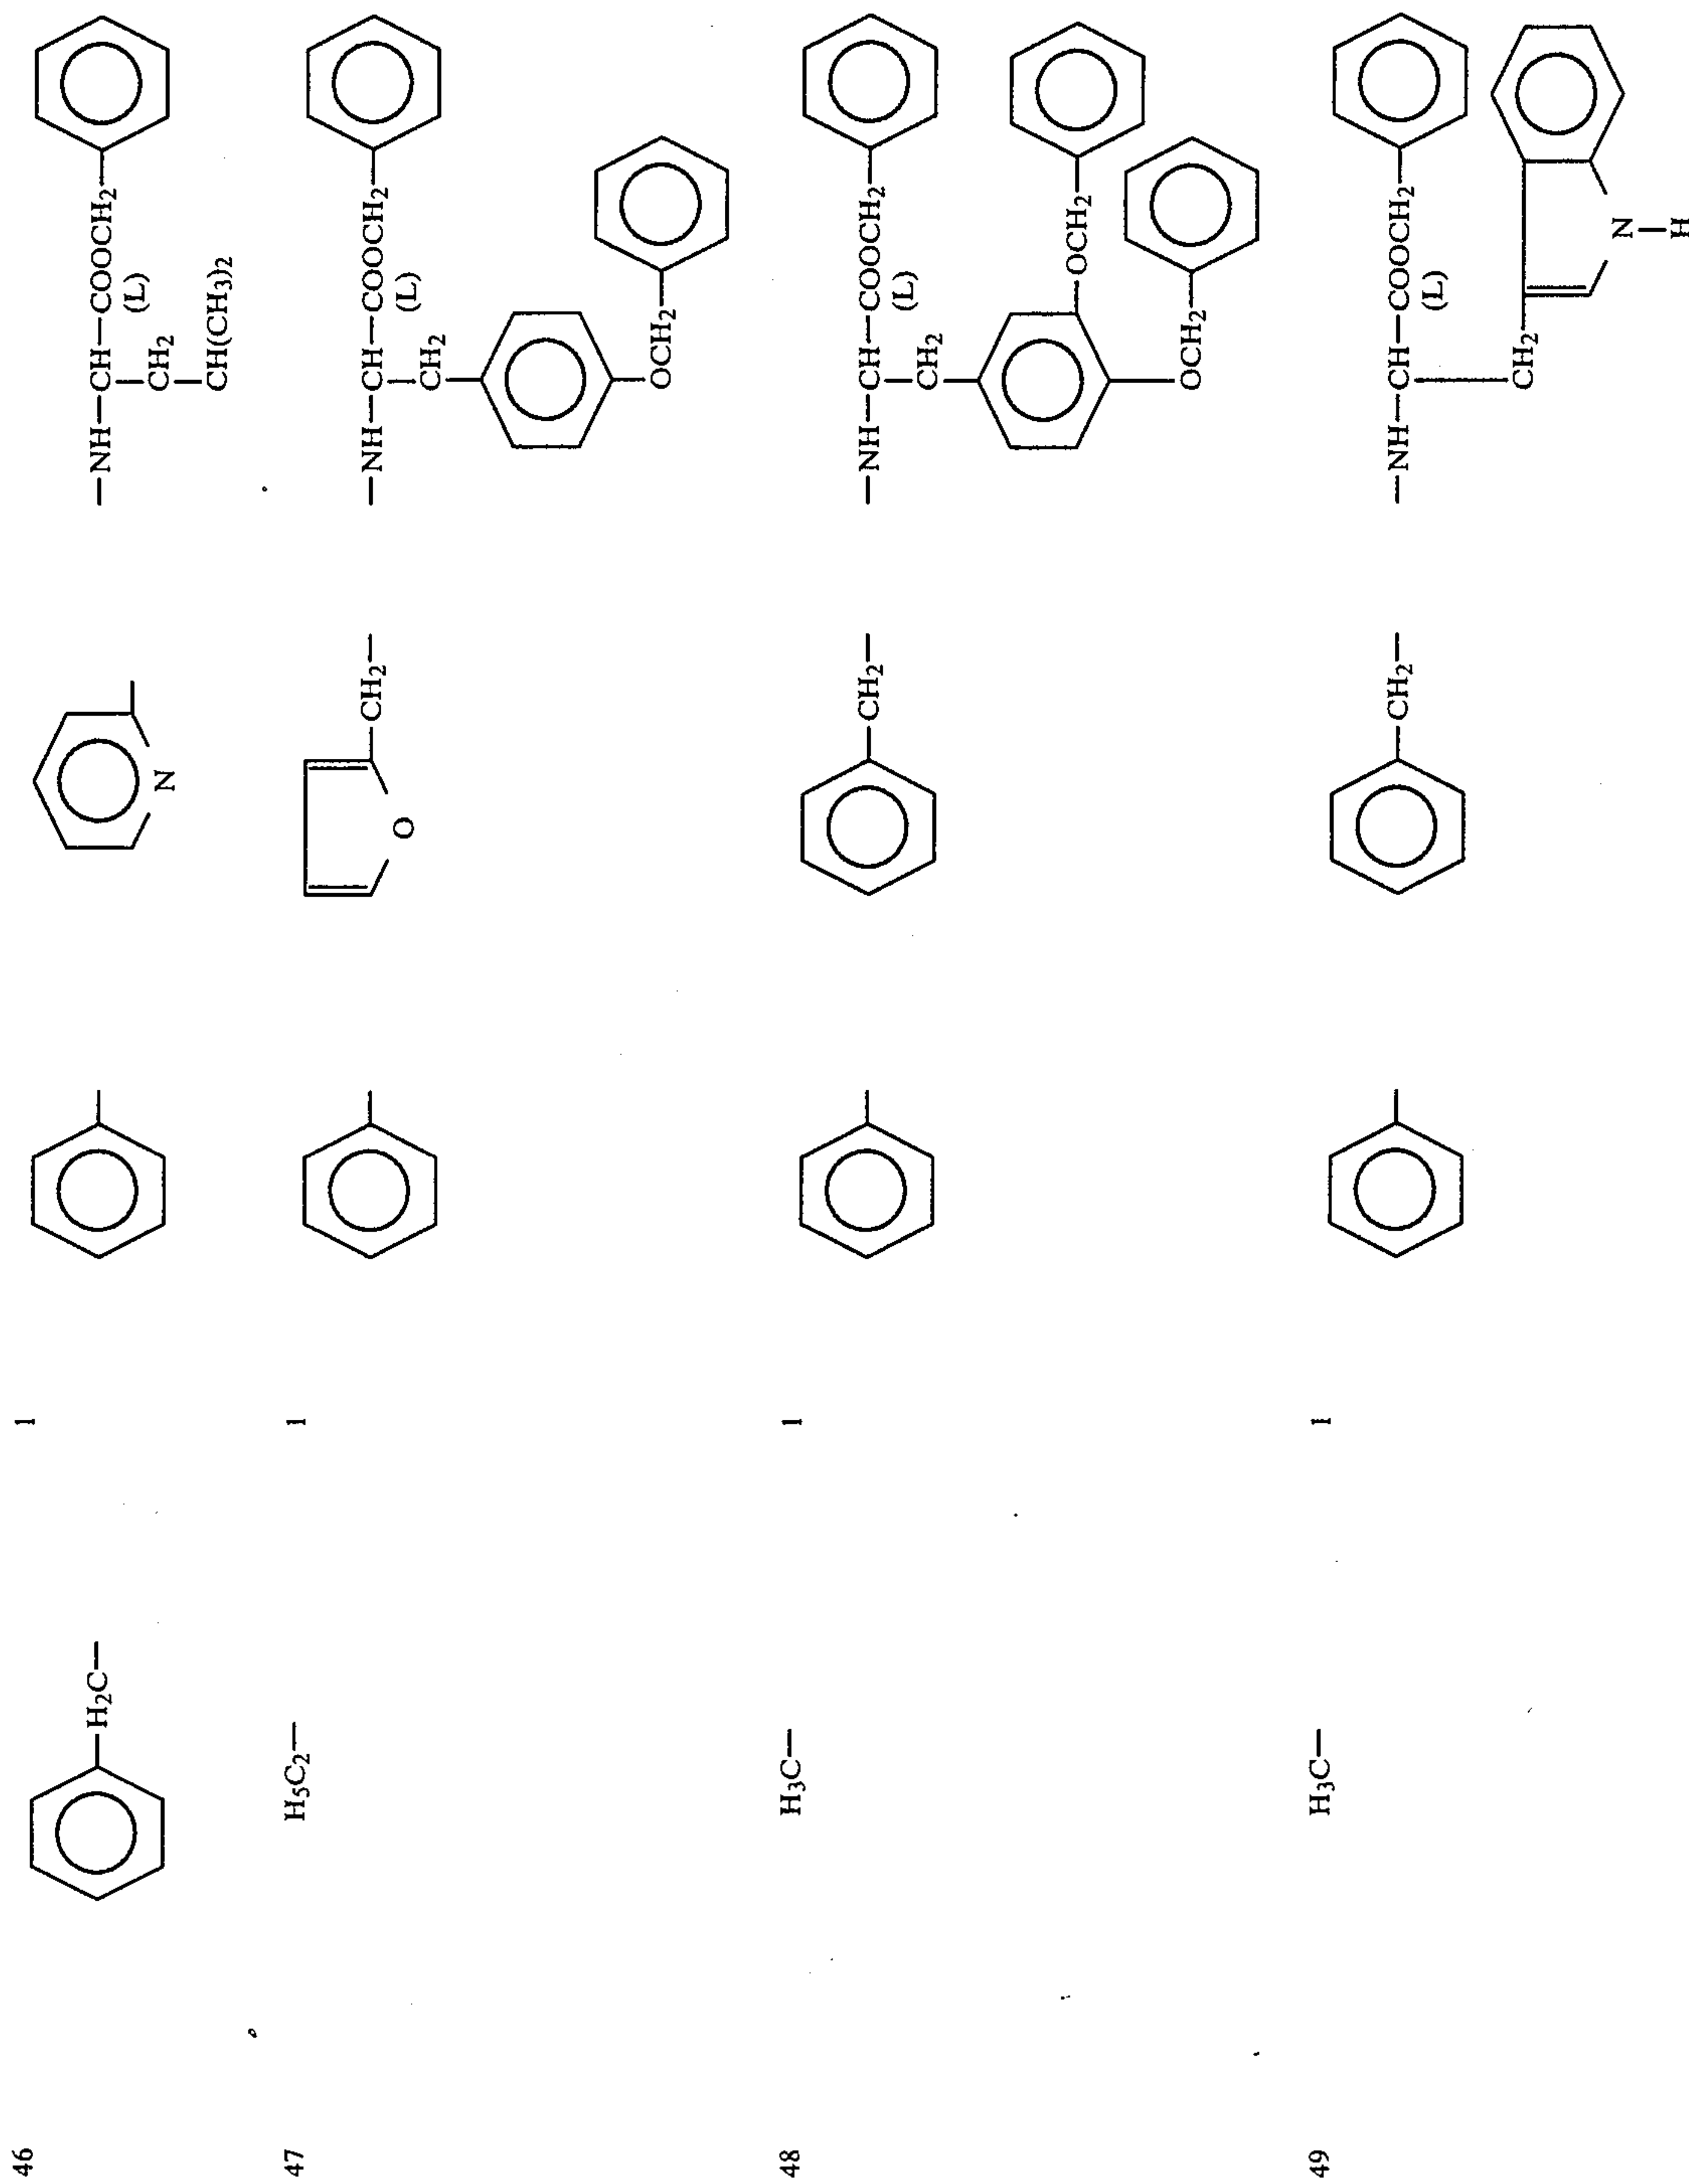 46 H₂C— 1 N —NH—CH—COOCH₂
(L)
CH₂
CH(CH₃)₂
47 H₅C₂— 1 O CH₂— —NH—CH—COOCH₂
(L)
CH₂
OCH₂
48 H₃C— 1 CH₂— —NH—CH—COOCH₂
(L)
CH₂
OCH₂
OCH₂
49 H₃C— 1 CH₂— —NH—CH—COOCH₂
(L)
CH₂
N
H